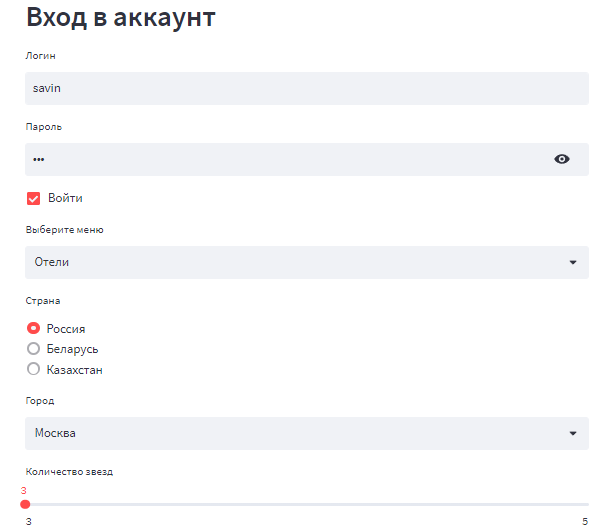 Вход в аккаунт
Логин
savin
Пароль
•••
Войти
Выберите меню
Отели
Страна
Россия
Беларусь
Казахстан
Город
Москва
Количество звезд
3
3 5